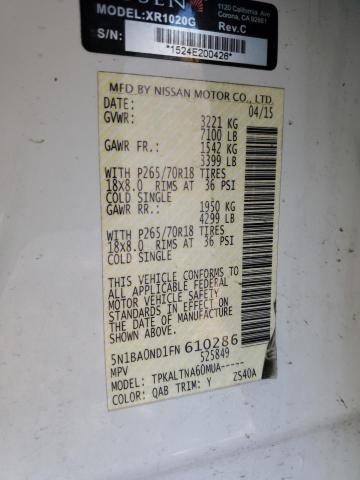 1120 California Ave
Corona, CA 92881
MODEL:XR1020G
Rev.C
S/N:
*1524E200426*
MFD BY NISSAN MOTOR CO., LTD.
DATE: 04/15
GVWR: 3221 KG
7100 LB
GAWR FR.: 1542 KG
3399 LB
WITH P265/70R18 TIRES
18X8.0 RIMS AT 36 PSI
COLD SINGLE
GAWR RR.: 1950 KG
4299 LB
WITH P265/70R18 TIRES
18X8.0 RIMS AT 36 PSI
COLD SINGLE
THIS VEHICLE CONFORMS TO
ALL APPLICABLE FEDERAL
MOTOR VEHICLE SAFETY
STANDARDS IN EFFECT ON
THE DATE OF MANUFACTURE
SHOWN ABOVE.
5N1BA0ND1FN 610286
MPV 525849
MODEL: TPKALTNA60MUA-----
COLOR: QAB TRIM: Y ZS40A